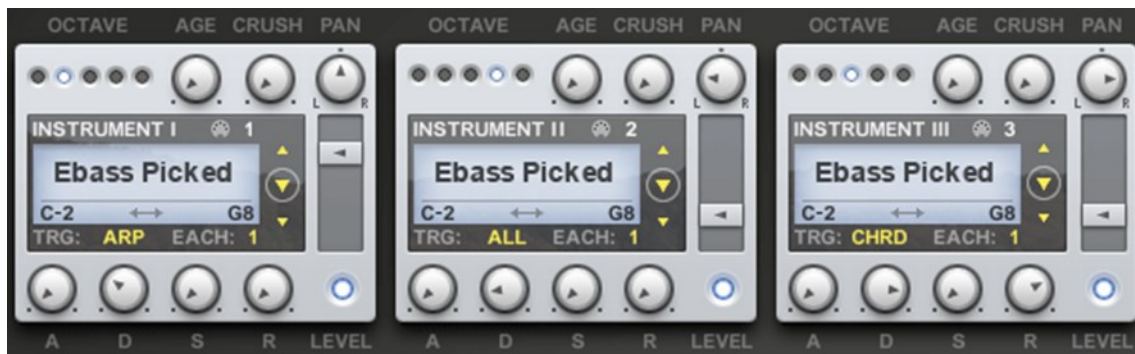 OCTAVE AGE CRUSH PAN
L R
INSTRUMENT I 1
Ebass Picked
C-2 G8
TRG: ARP EACH: 1
A D S R LEVEL
OCTAVE AGE CRUSH PAN
L R
INSTRUMENT II 2
Ebass Picked
C-2 G8
TRG: ALL EACH: 1
A D S R LEVEL
OCTAVE AGE CRUSH PAN
L R
INSTRUMENT III 3
Ebass Picked
C-2 G8
TRG: CHRD EACH: 1
A D S R LEVEL